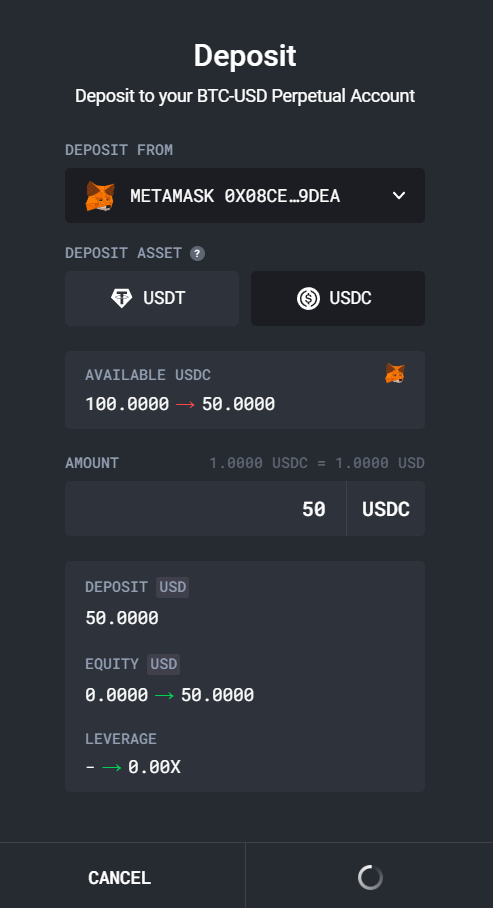 Deposit
Deposit to your BTC-USD Perpetual Account
DEPOSIT FROM
METAMASK 0X08CE…9DEA
DEPOSIT ASSET ?
USDT
USDC
AVAILABLE USDC
100.0000 → 50.0000
AMOUNT 1.0000 USDC = 1.0000 USD
50 USDC
DEPOSIT USD
50.0000
EQUITY USD
0.0000 → 50.0000
LEVERAGE
- → 0.00X
CANCEL